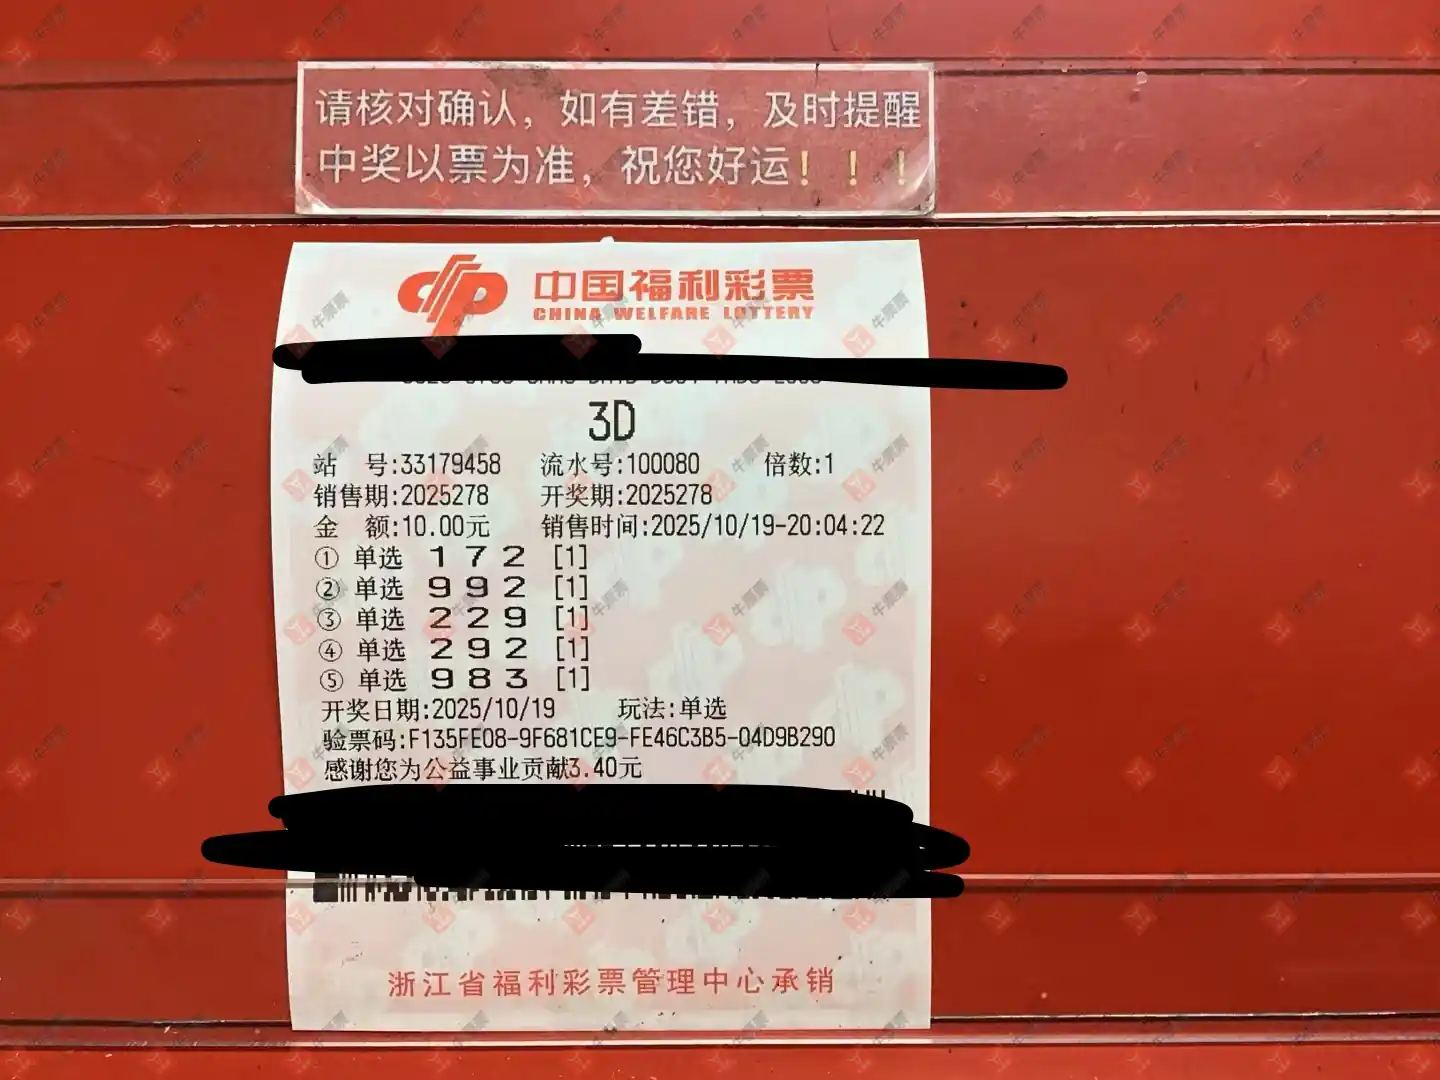 请核对确认，如有差错，及时提醒
中奖以票为准，祝您好运！！！
中国福利彩票
CHINA WELFARE LOTTERY
3D
站 号:33179458 流水号:100080 倍数:1
销售期:2025278 开奖期:2025278
金 额:10.00元 销售时间:2025/10/19-20:04:22
① 单选 1 7 2 [1]
② 单选 9 9 2 [1]
③ 单选 2 2 9 [1]
④ 单选 2 9 2 [1]
⑤ 单选 9 8 3 [1]
开奖日期:2025/10/19 玩法:单选
验票码:F135FE08-9F681CE9-FE46C3B5-04D9B290
感谢您为公益事业贡献3.40元
浙江省福利彩票管理中心承销
牛票票